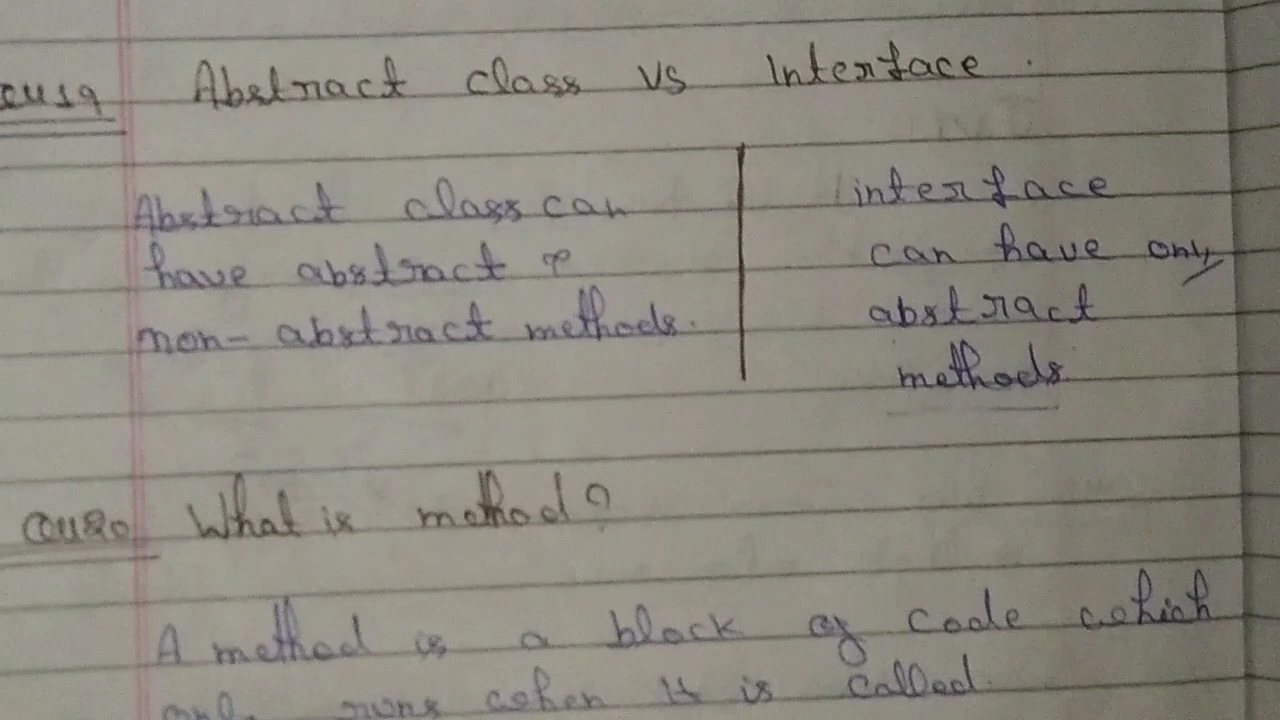 Abstract class vs Interface.
Abstract class can
have abstract &
non-abstract methods.
interface
can have only
abstract
methods.
What is method?
A method is a block of code which
only runs when it is called.